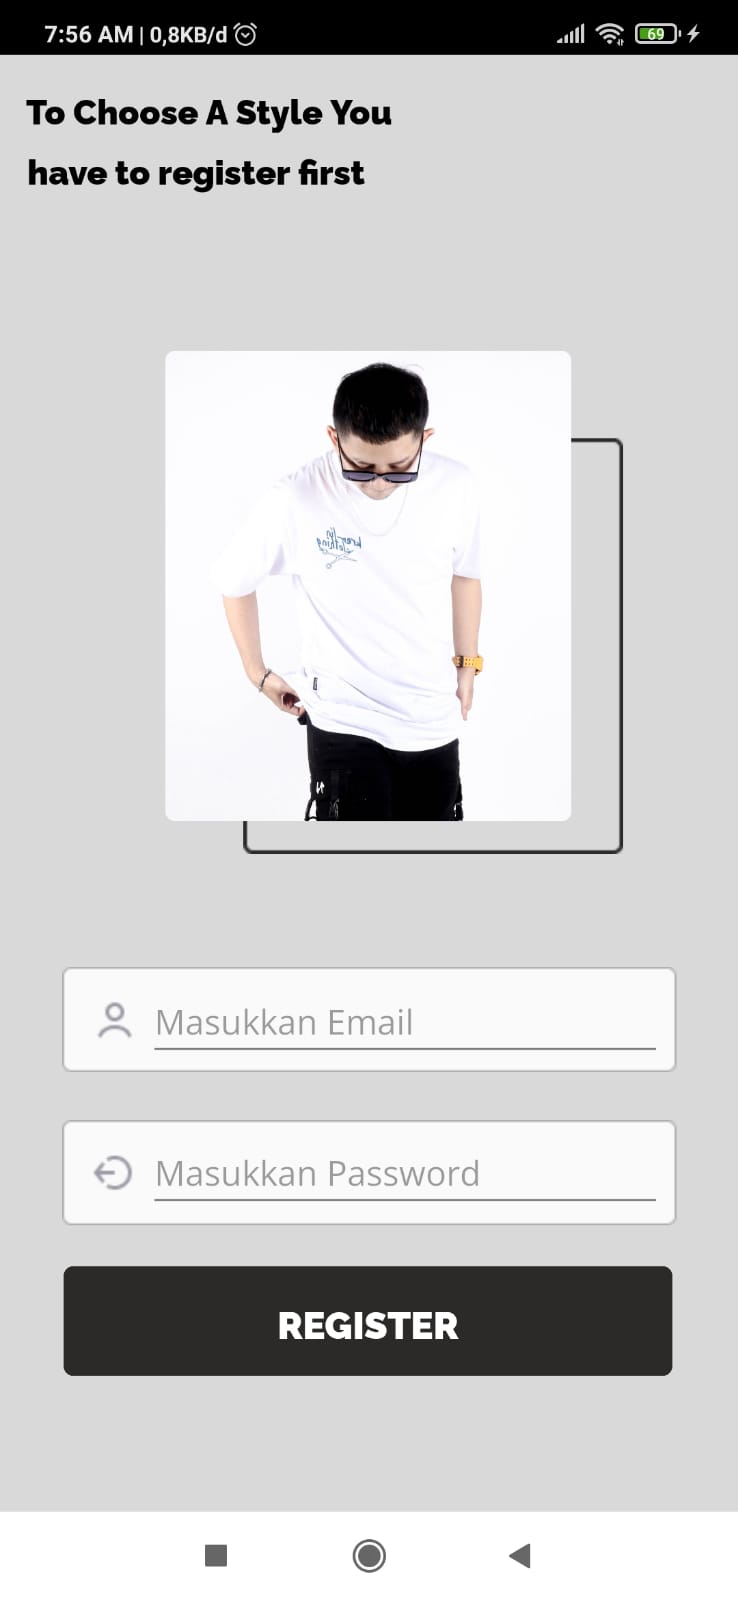 7:56 AM | 0,8KB/d
69
To Choose A Style You
have to register first
clothing
Masukkan Email
Masukkan Password
REGISTER